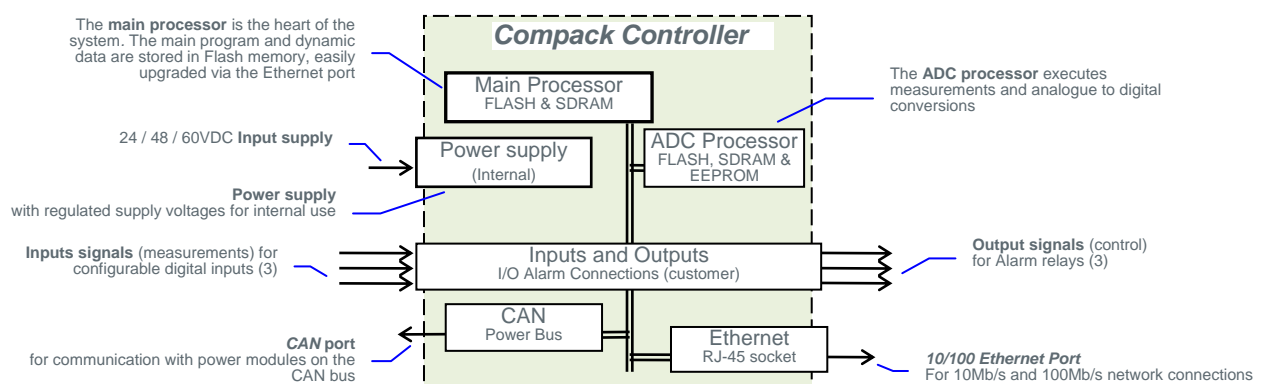 The main processor is the heart of the
system. The main program and dynamic
data are stored in Flash memory, easily
upgraded via the Ethernet port
Compack Controller
Main Processor
FLASH & SDRAM
The ADC processor executes
measurements and analogue to digital
conversions
24 / 48 / 60VDC Input supply
Power supply
(Internal)
ADC Processor
FLASH, SDRAM &
EEPROM
Power supply
with regulated supply voltages for internal use
Inputs signals (measurements) for
configurable digital inputs (3)
Inputs and Outputs
I/O Alarm Connections (customer)
Output signals (control)
for Alarm relays (3)
CAN
Power Bus
Ethernet
RJ-45 socket
CAN port
for communication with power modules on the
CAN bus
10/100 Ethernet Port
For 10Mb/s and 100Mb/s network connections